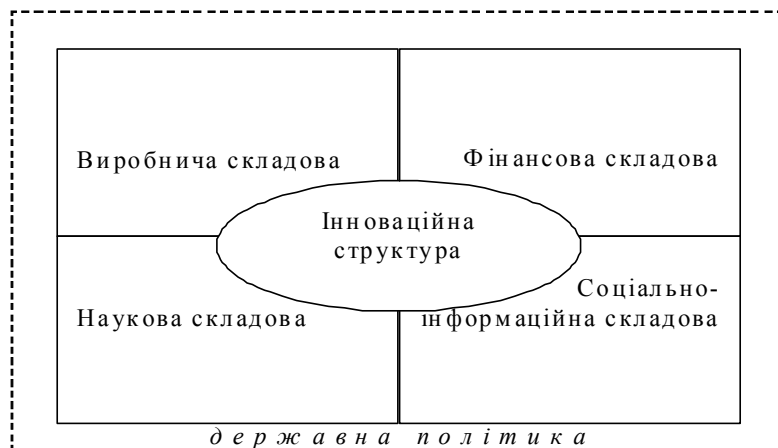 Виробнича складова
Фінансова складова
Інноваційна
структура
Наукова складова
Соціально-
інформаційна складова
державна політика